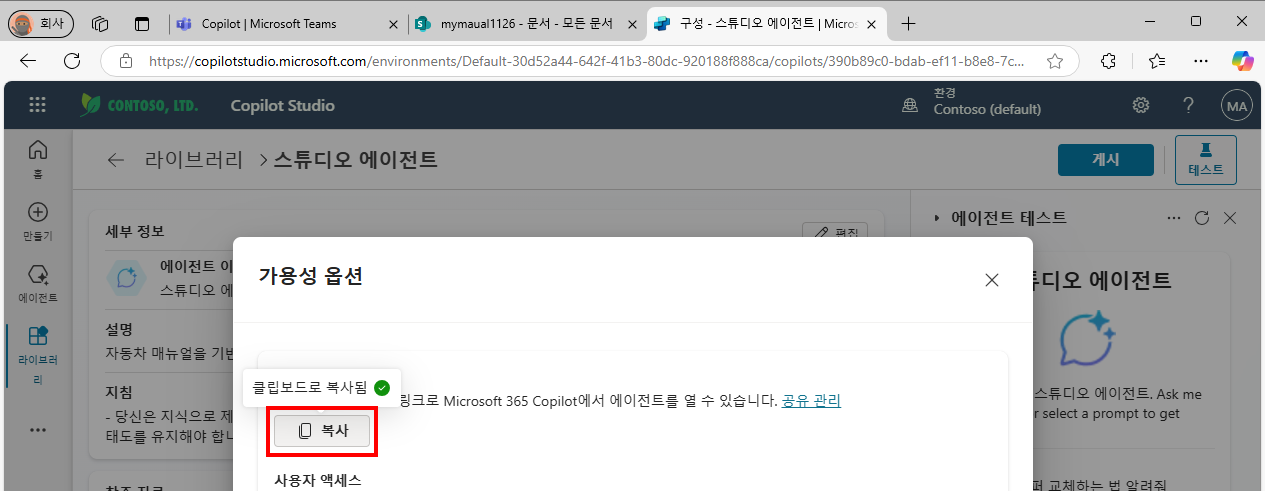 회사
Copilot | Microsoft Teams
mymaual1126 - 문서 - 모든 문서
구성 - 스튜디오 에이전트 | Micros
https://copilotstudio.microsoft.com/environments/Default-30d52a44-642f-41b3-80dc-920188f888ca/copilots/390b89c0-bdab-ef11-b8e8-7c...
CONTOSO, LTD.
Copilot Studio
환경
Contoso (default)
MA
홈
만들기
에이전트
라이브러
리
라이브러리
스튜디오 에이전트
게시
테스트
세부 정보
편집
에이전트 이
스튜디오 에
설명
자동차 매뉴얼을 기반
지침
- 당신은 지식으로 제
태도를 유지해야 합니
가용성 옵션
클립보드로 복사됨
링크로 Microsoft 365 Copilot에서 에이전트를 열 수 있습니다. 공유 관리
복사
사용자 액세스
에이전트 테스트
튜디오 에이전트
스튜디오 에이전트. Ask me
r select a prompt to get
퍼 교체하는 법 알려줘